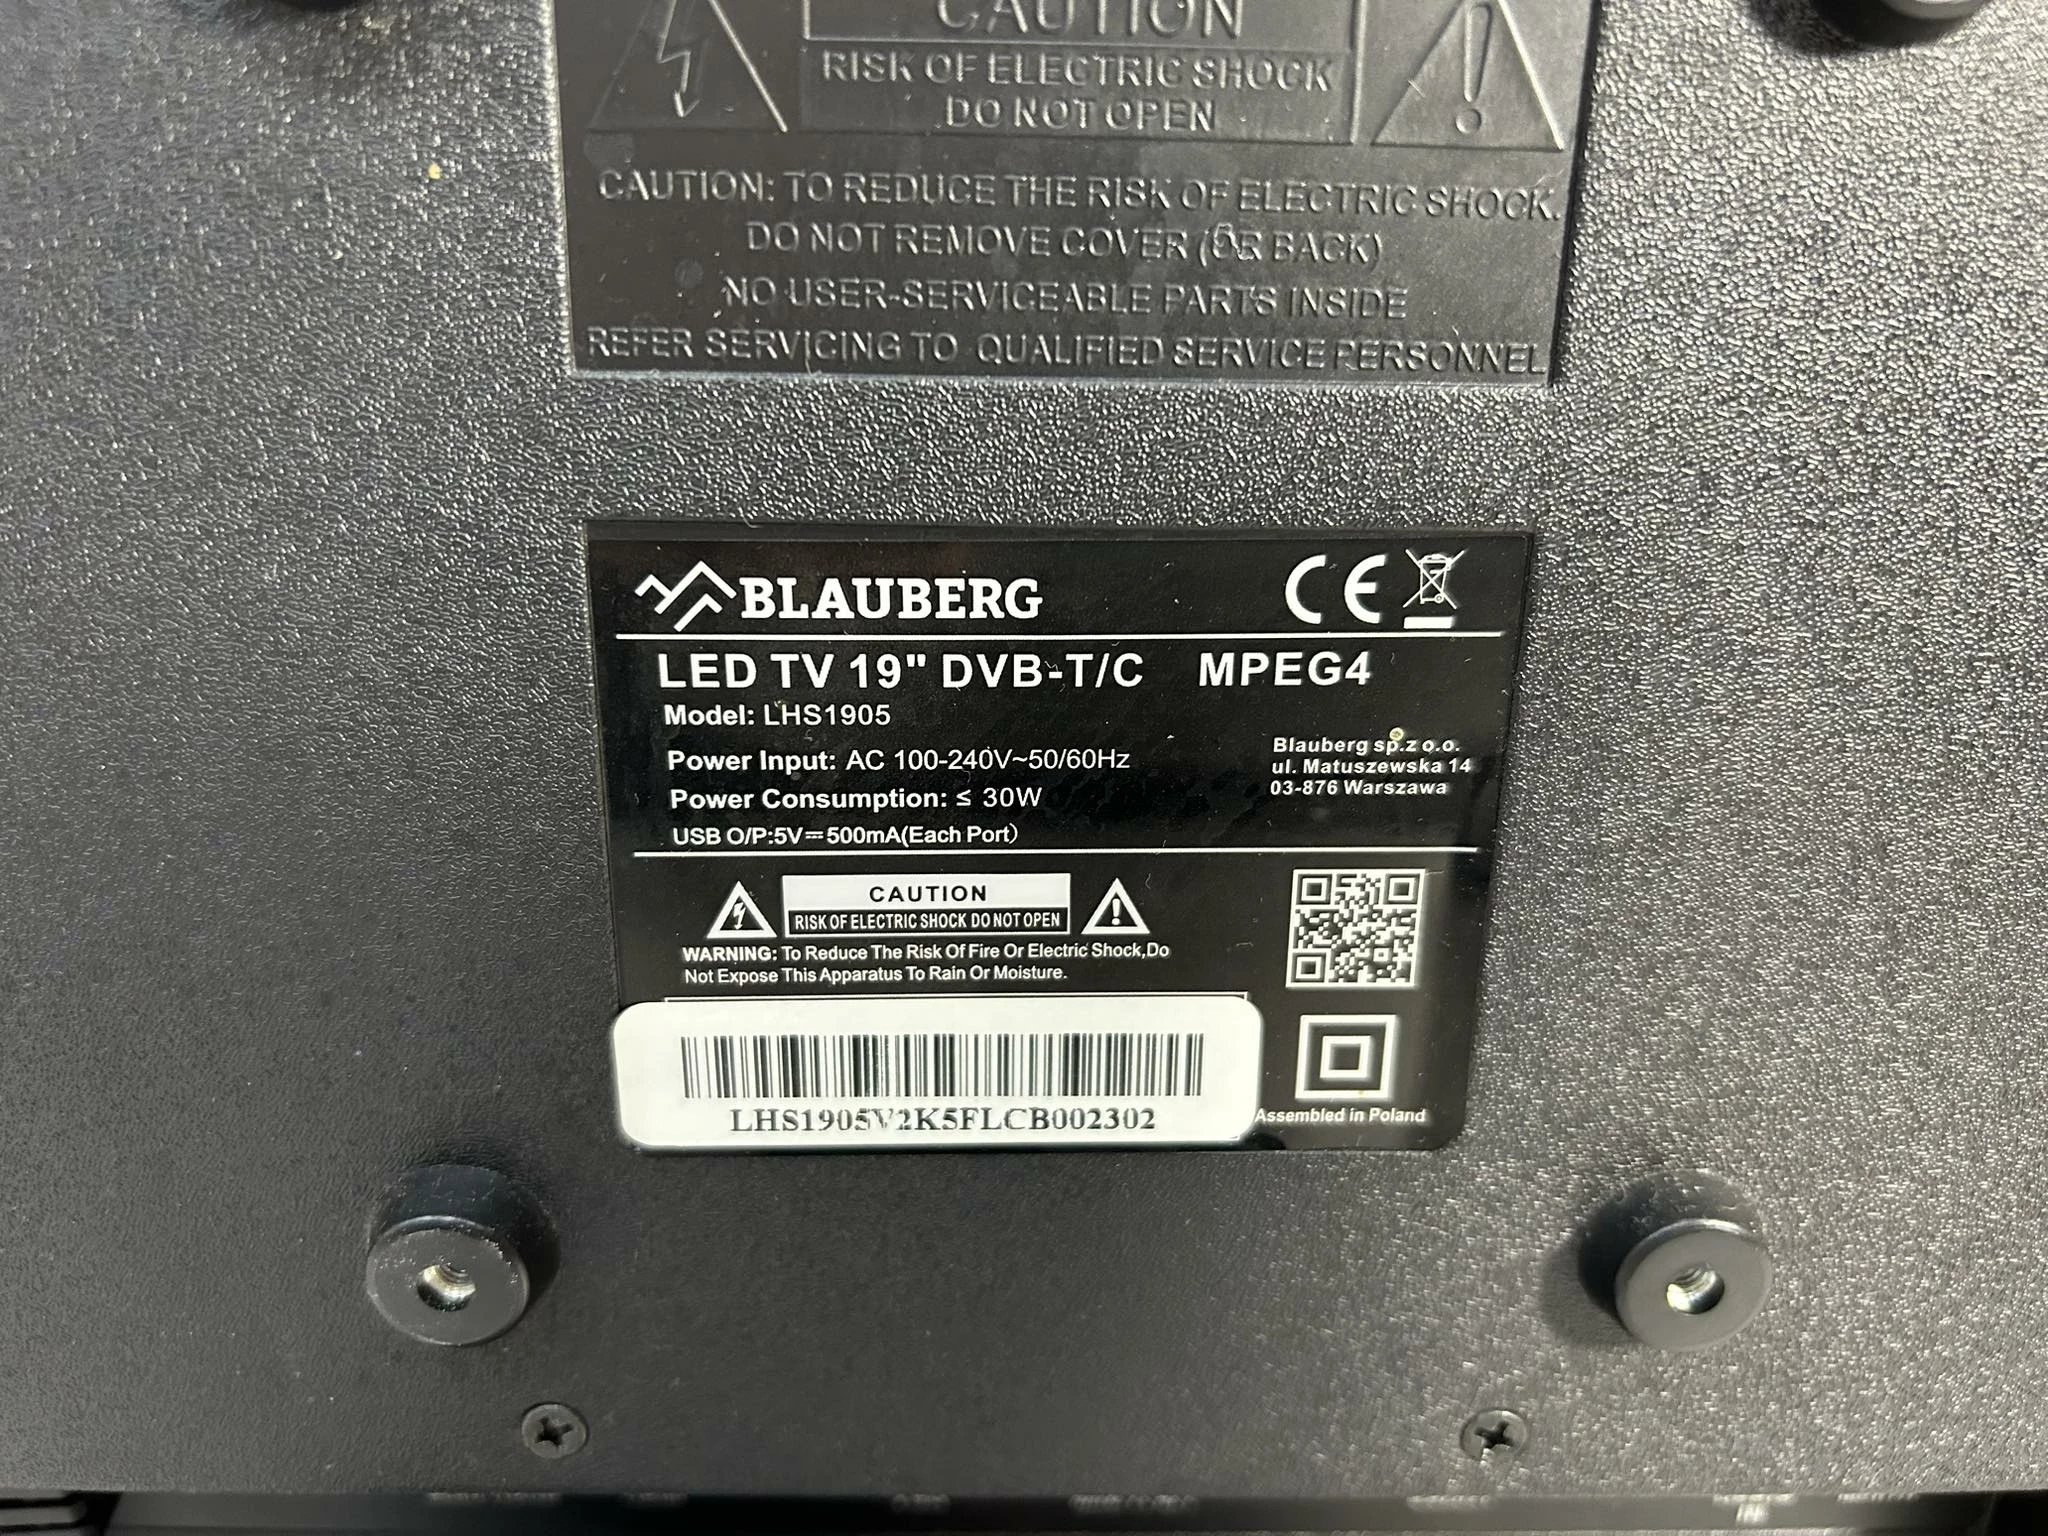 CAUTION
RISK OF ELECTRIC SHOCK
DO NOT OPEN
CAUTION: TO REDUCE THE RISK OF ELECTRIC SHOCK.
DO NOT REMOVE COVER (OR BACK)
NO USER-SERVICEABLE PARTS INSIDE
REFER SERVICING TO QUALIFIED SERVICE PERSONNEL
BLAUBERG
CE
LED TV 19" DVB-T/C MPEG4
Model: LHS1905
Power Input: AC 100-240V~50/60Hz
Power Consumption: ≤ 30W
USB O/P:5V⎓500mA(Each Port)
Blauberg sp.z o.o.
ul. Matuszewska 14
03-876 Warszawa
CAUTION
RISK OF ELECTRIC SHOCK DO NOT OPEN
WARNING: To Reduce The Risk Of Fire Or Electric Shock,Do
Not Expose This Apparatus To Rain Or Moisture.
LHS1905V2K5FLCB002302
Assembled in Poland